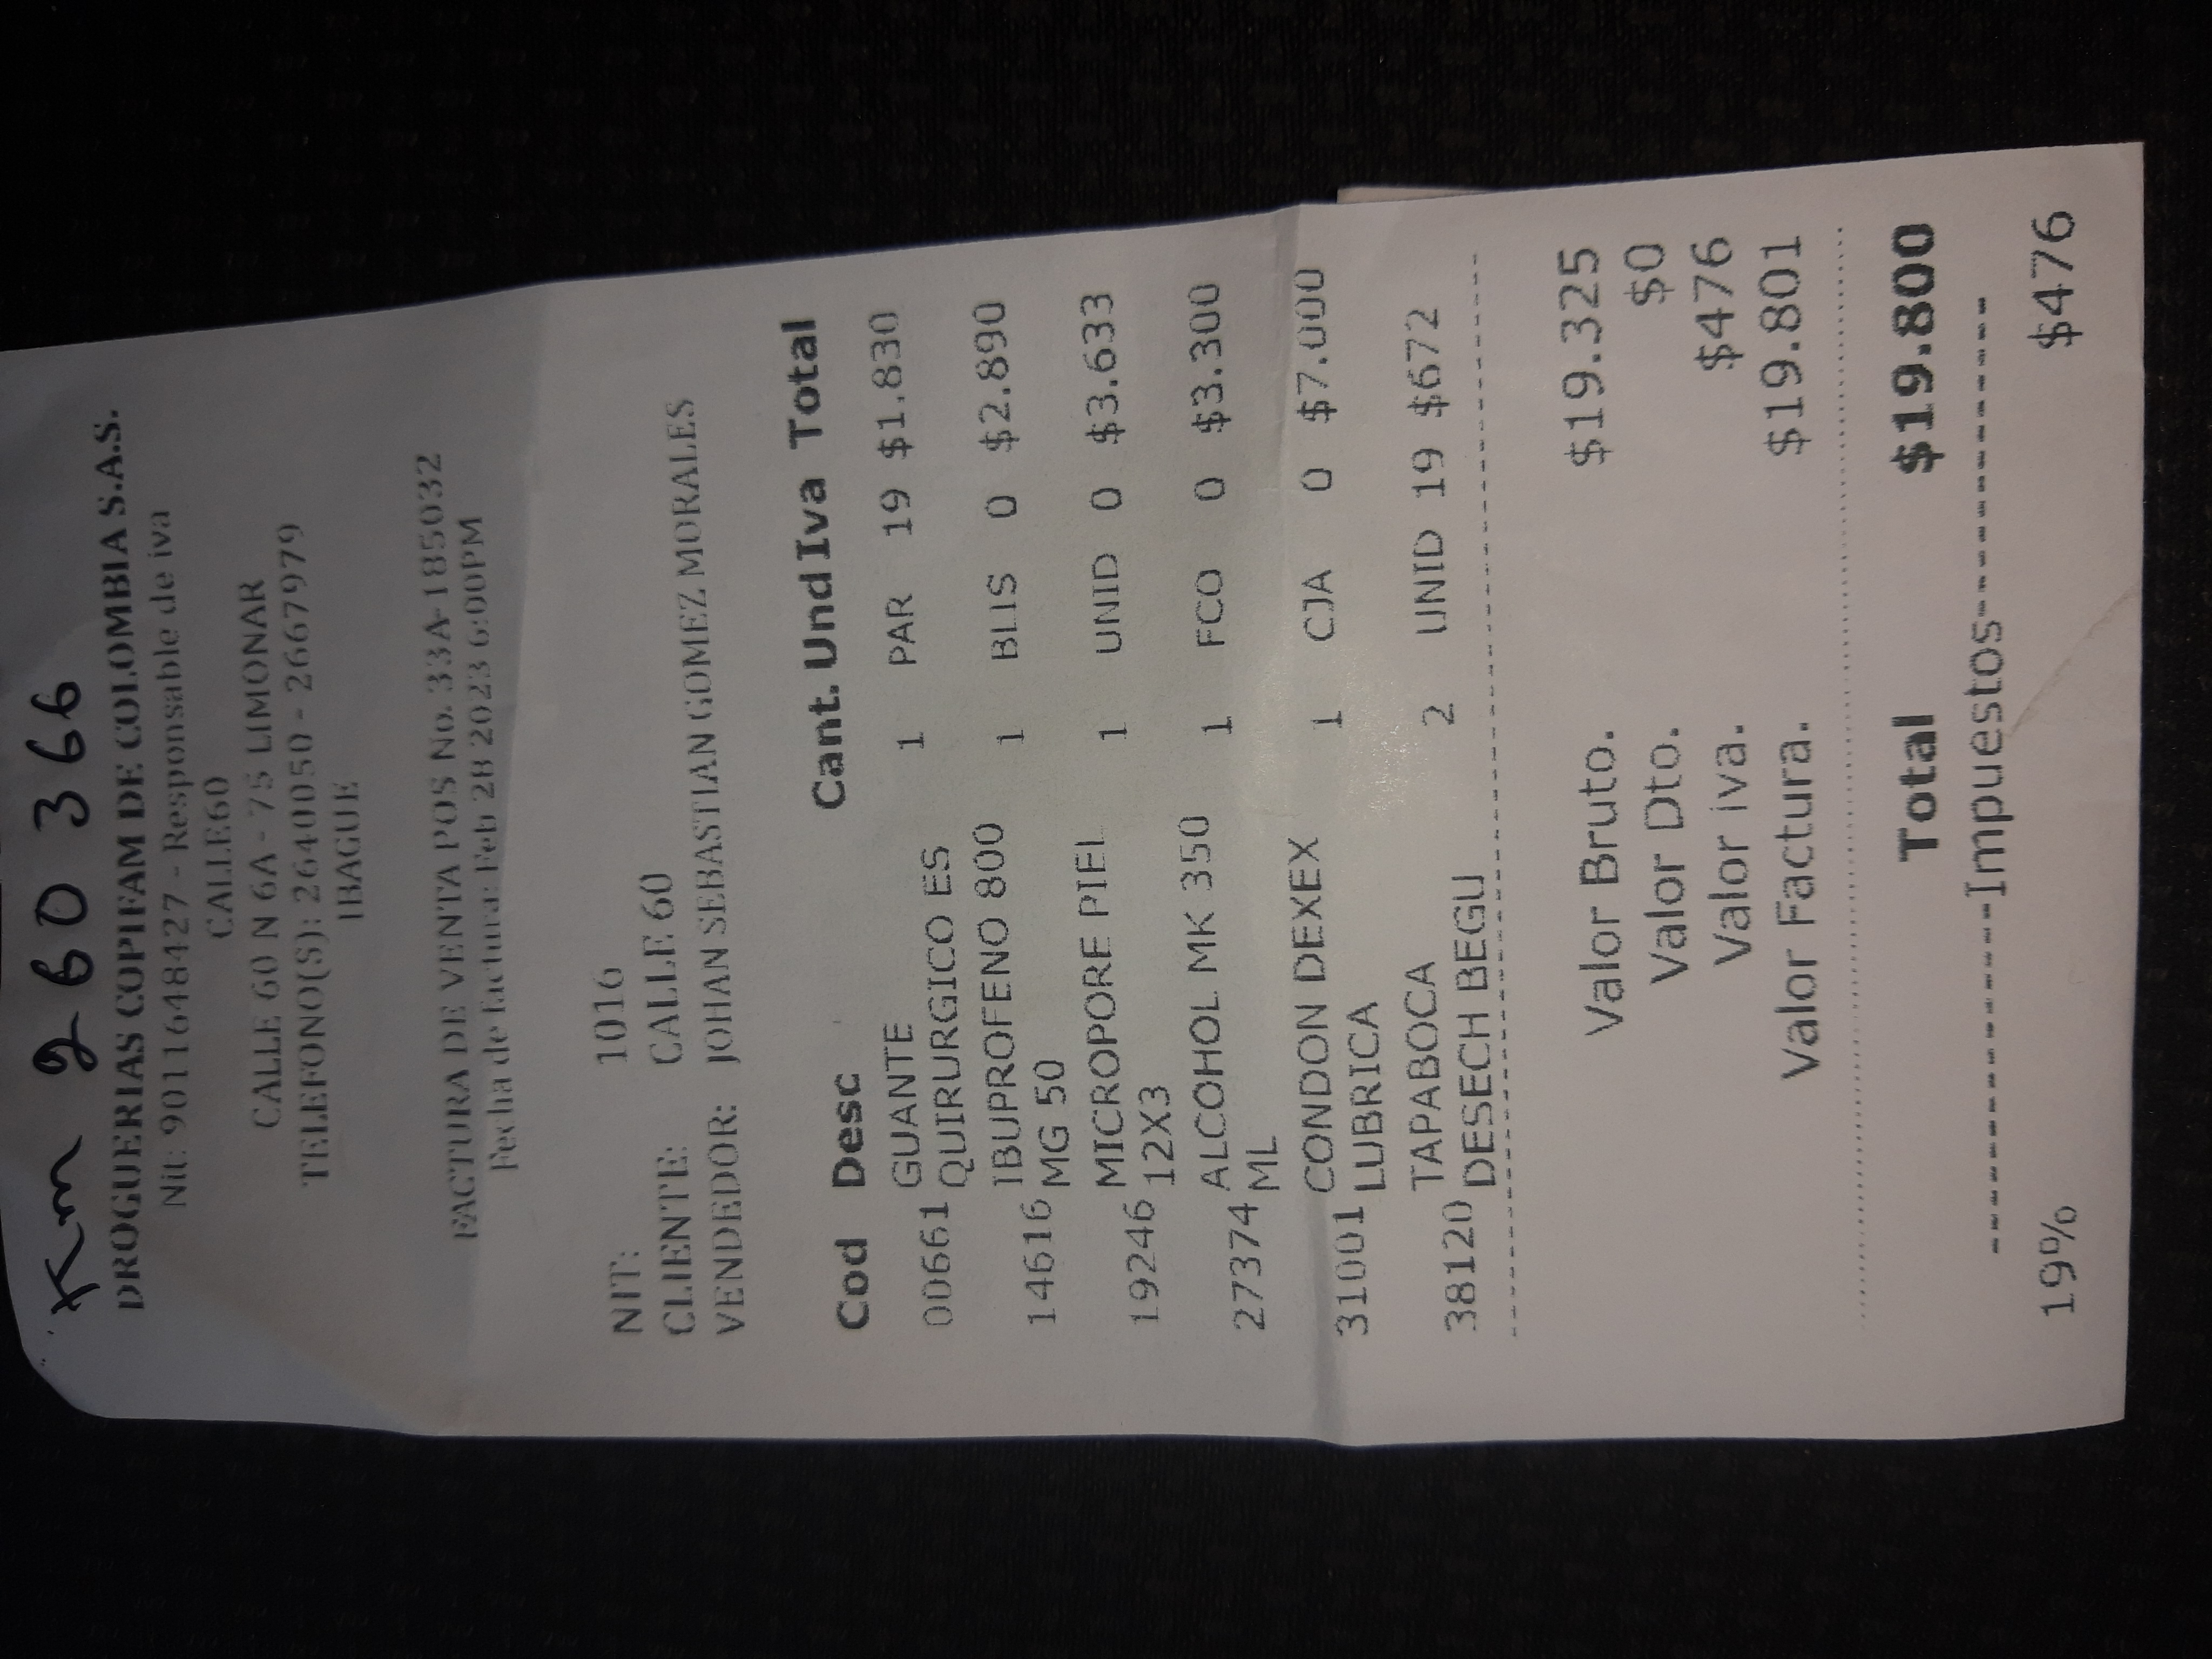 Km 260 366
DROGUERIAS COPIFAM DE COLOMBIA S.A.S.
Nit: 9011648427 - Responsable de iva
CALLE60
CALLE 60 N 6A - 75 LIMONAR
TELEFONO(S): 2640050 - 2667979
IBAGUE
FACTURA DE VENTA POS No. 33A-185032
Fecha de factura: Feb 28 2023 6:00PM
NIT: 1016
CLIENTE: CALLE 60
VENDEDOR: JOHAN SEBASTIAN GOMEZ MORALES
Cod Desc Cant. Und Iva Total
00661 GUANTE 1 PAR 19 $1.830
QUIRURGICO ES
14616 IBUPROFENO 800 1 BLIS 0 $2.890
MG 50
19246 MICROPORE PIEL 1 UNID 0 $3.633
12X3
27374 ALCOHOL MK 350 1 FCO 0 $3.300
ML
31001 CONDON DEXEX 1 CJA 0 $7.000
LUBRICA
38120 TAPABOCA 2 UNID 19 $672
DESECH BEGU
Valor Bruto. $19.325
Valor Dto. $0
Valor iva. $476
Valor Factura. $19.801
Total $19.800
--------------Impuestos--------------
19% $476